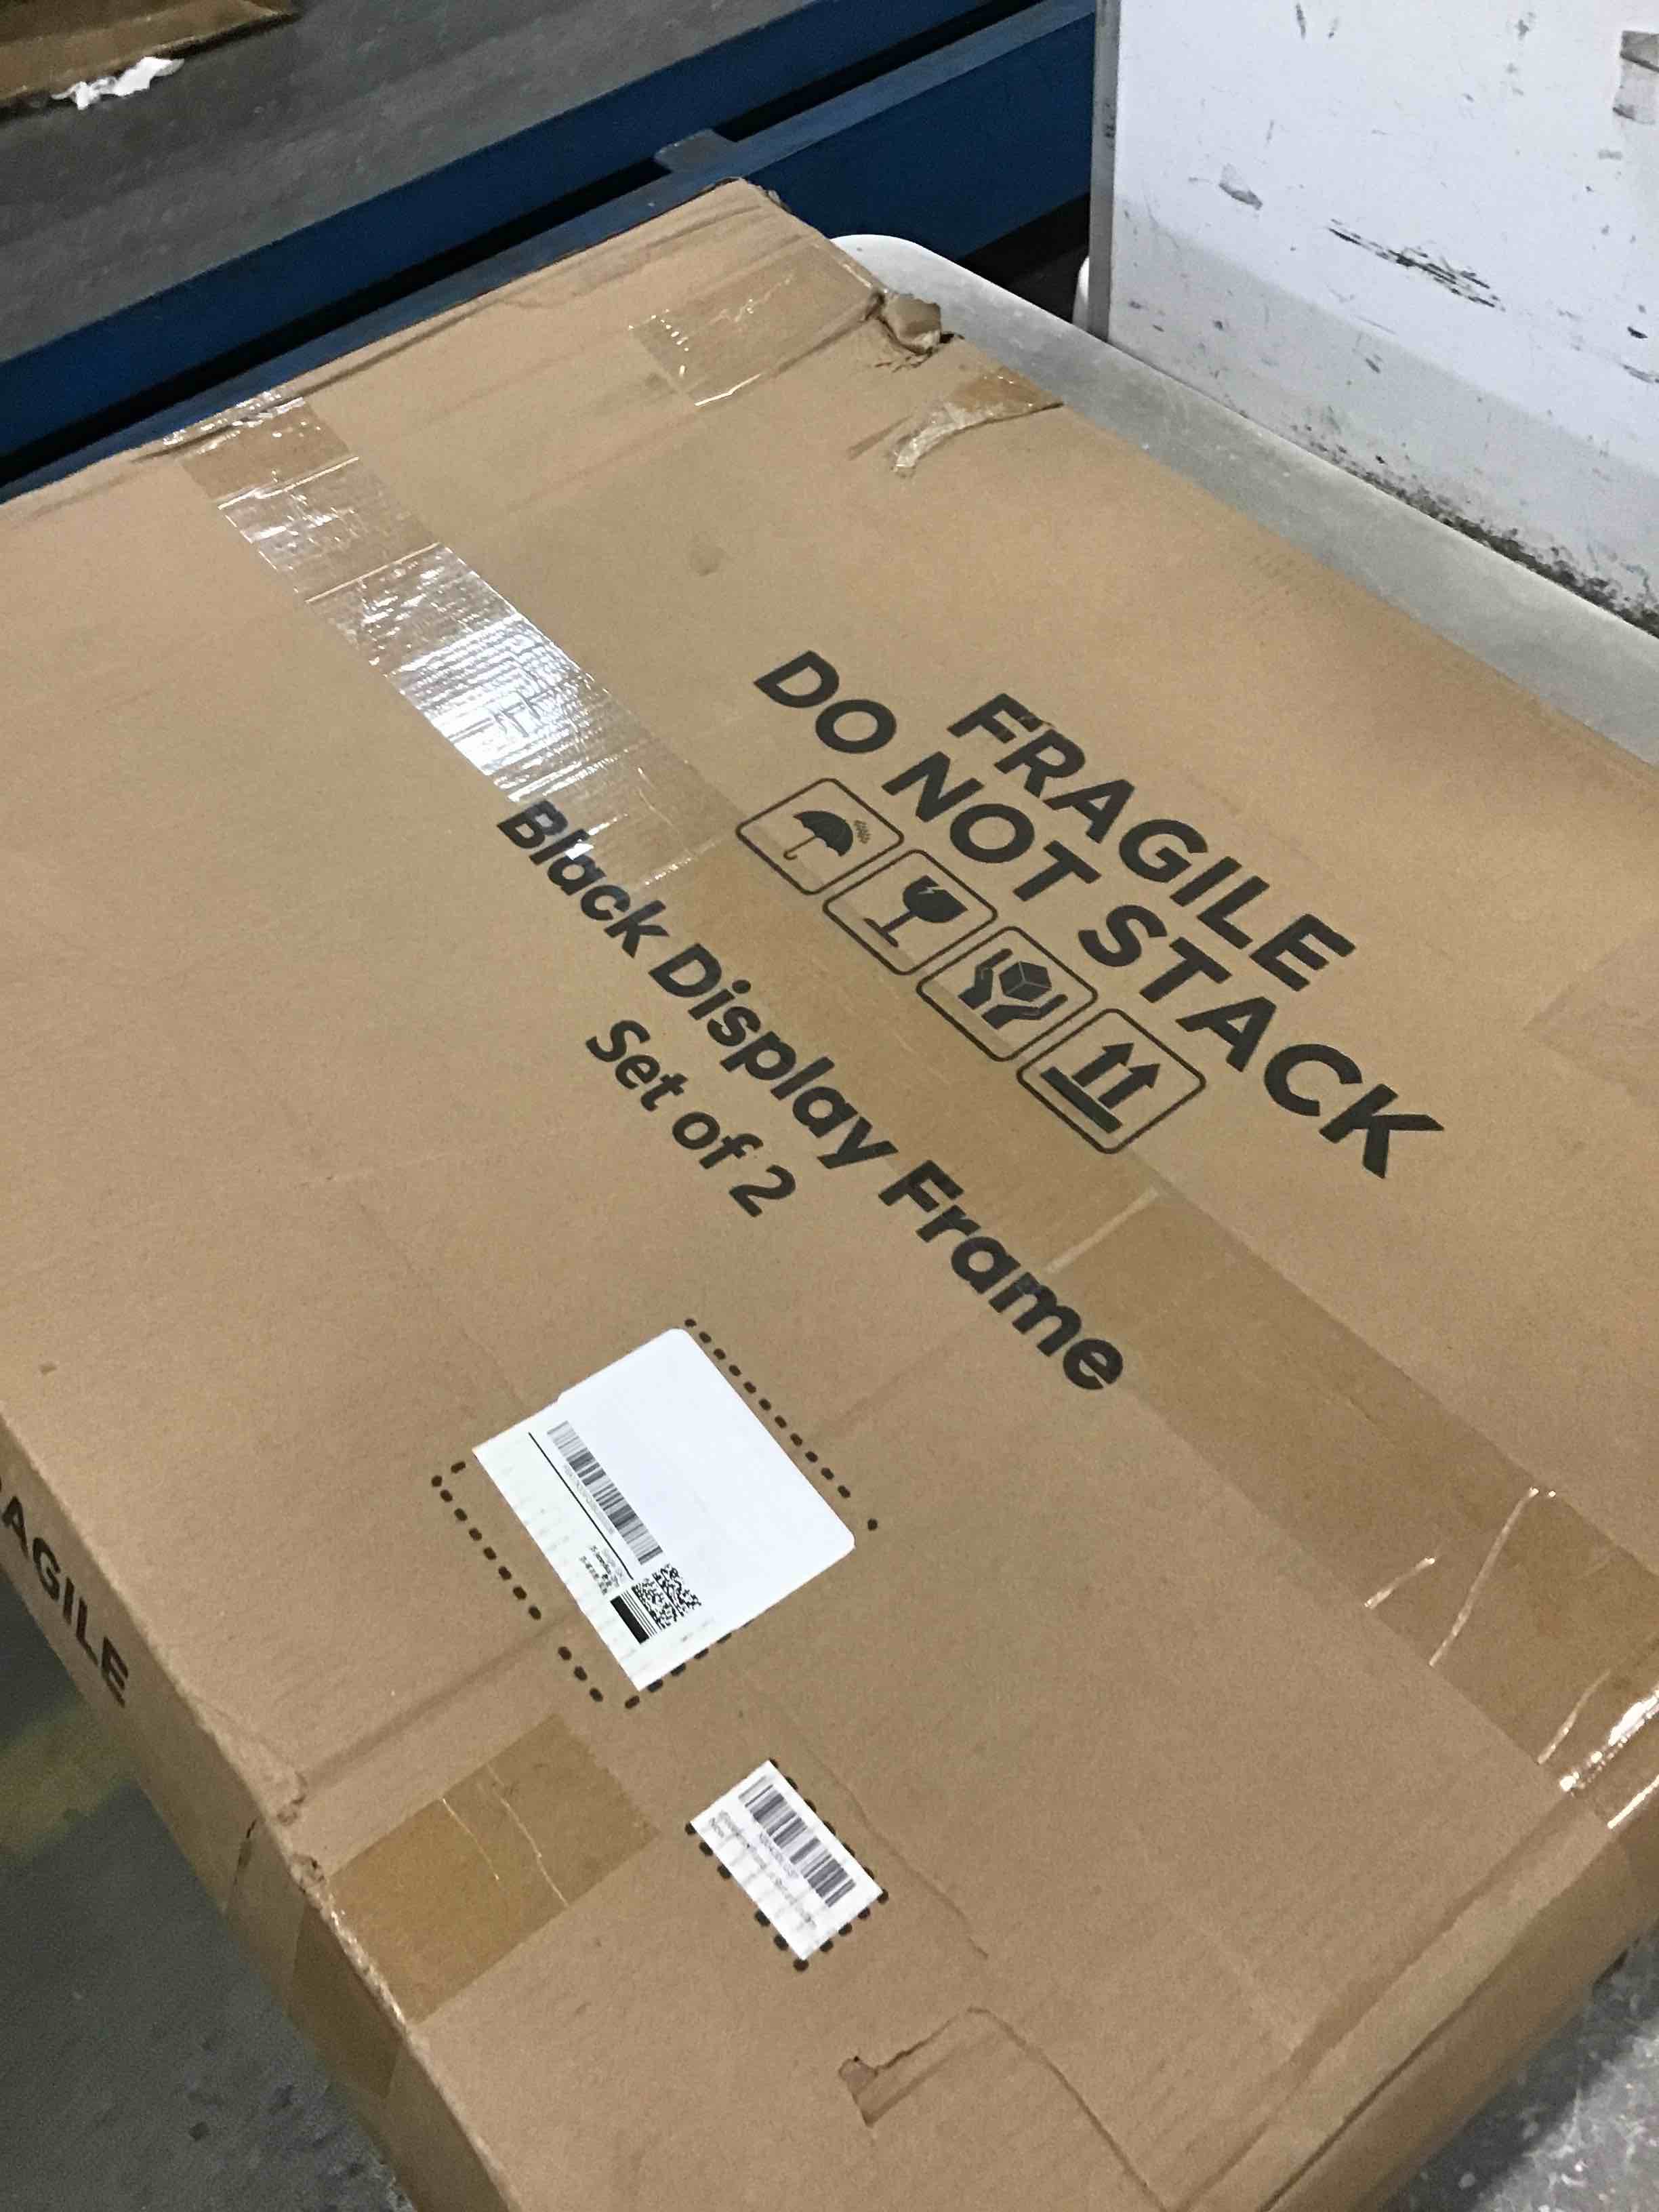 FRAGILE
DO NOT STACK
Black Display Frame
Set of 2
AGILE